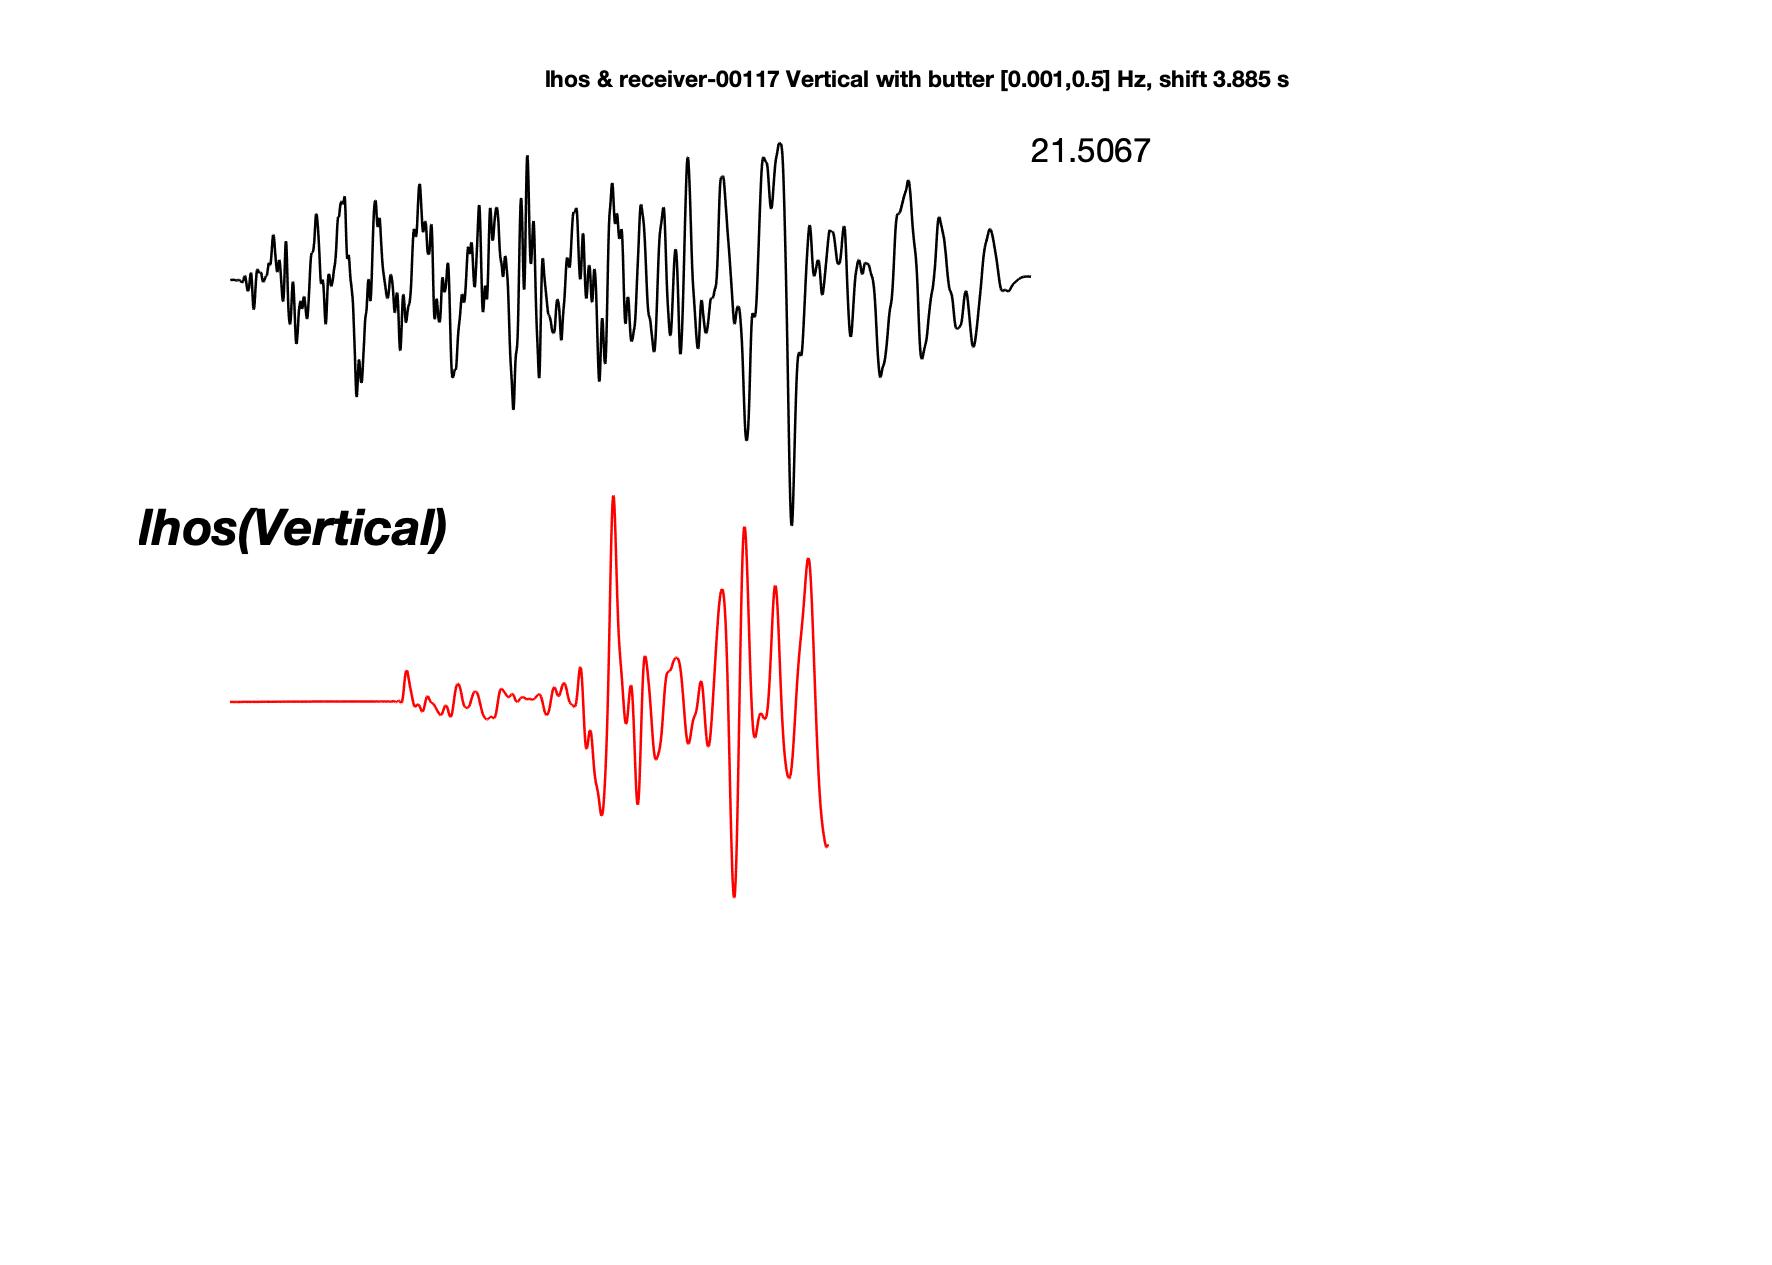 lhos & receiver-00117 Vertical with butter [0.001,0.5] Hz, shift 3.885 s
21.5067
lhos(Vertical)